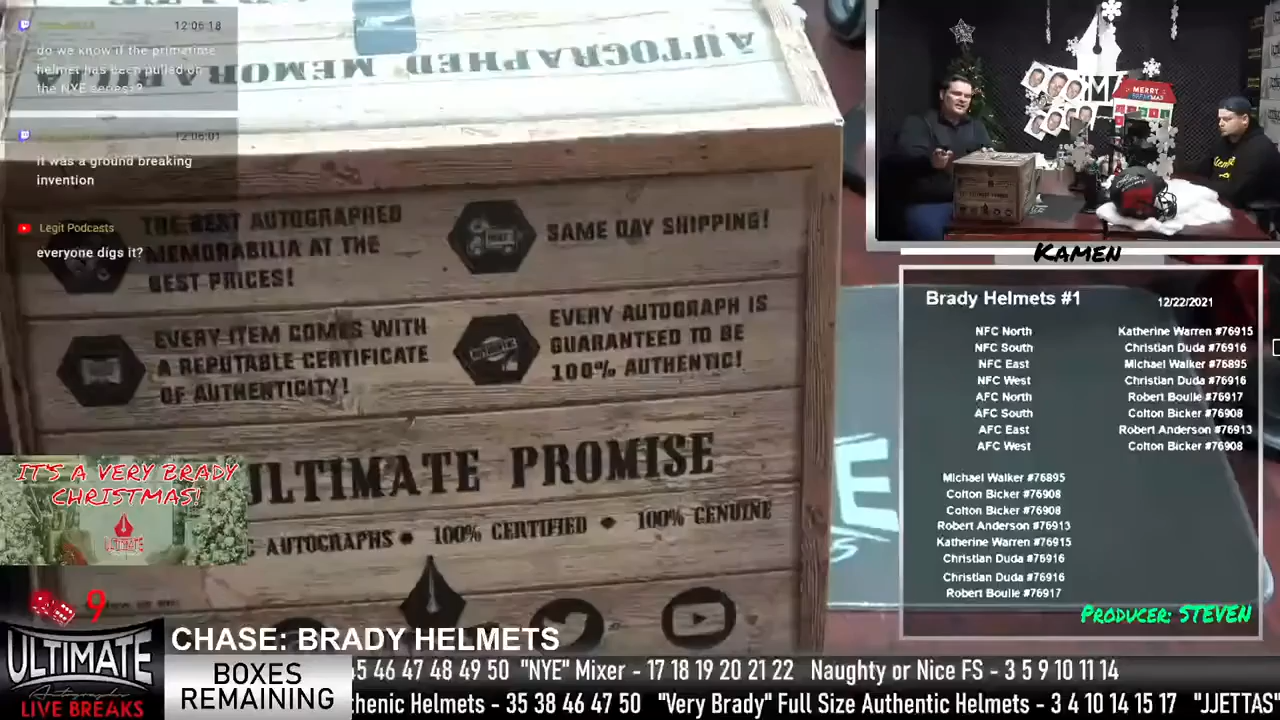 12:06:18
do we know if the primetime
helmet has been pulled on
the NYE series?
12:06:01
it was a ground breaking
invention
Legit Podcasts
everyone digs it?
AUTOGRAPHED MEMORABILIA
THE BEST AUTOGRAPHED
MEMORABILIA AT THE
BEST PRICES!
SAME DAY SHIPPING!
EVERY ITEM COMES WITH
A REPUTABLE CERTIFICATE
OF AUTHENTICITY!
AUTHENTIC
EVERY AUTOGRAPH IS
GUARANTEED TO BE
100% AUTHENTIC!
ULTIMATE PROMISE
AUTOGRAPHS • 100% CERTIFIED • 100% GENUINE
MERRY
BREAKMAS
KAMEN
Brady Helmets #1 12/22/2021
NFC North Katherine Warren #76915
NFC South Christian Duda #76916
NFC East Michael Walker #76895
NFC West Christian Duda #76916
AFC North Robert Boulle #76917
AFC South Colton Bicker #76908
AFC East Robert Anderson #76913
AFC West Colton Bicker #76908
Michael Walker #76895
Colton Bicker #76908
Colton Bicker #76908
Robert Anderson #76913
Katherine Warren #76915
Christian Duda #76916
Christian Duda #76916
Robert Boulle #76917
PRODUCER: STEVEN
IT'S A VERY BRADY
CHRISTMAS!
ULTIMATE
9
ULTIMATE
Autographs
LIVE BREAKS
CHASE: BRADY HELMETS
BOXES
REMAINING
45 46 47 48 49 50 "NYE" Mixer - 17 18 19 20 21 22 Naughty or Nice FS - 3 5 9 10 11 14
thenic Helmets - 35 38 46 47 50 "Very Brady" Full Size Authentic Helmets - 3 4 10 14 15 17 "JJETTAS"